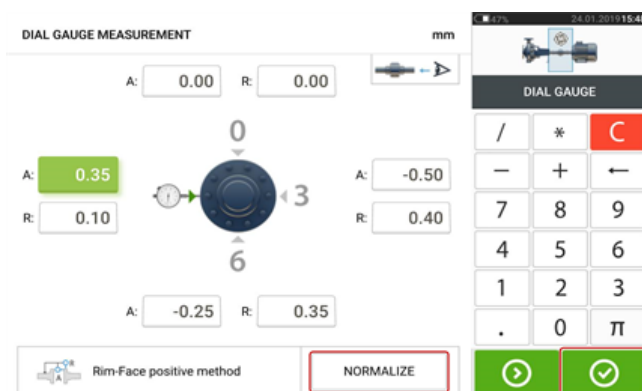 DIAL GAUGE MEASUREMENT mm
A: 0.00 R: 0.00
0
A: 0.35
R: 0.10
3
A: -0.50
R: 0.40
6
A: -0.25 R: 0.35
A R
Rim-Face positive method
NORMALIZE
47% 24.01.2019 15:4
DIAL GAUGE
/ * C
− + ←
7 8 9
4 5 6
1 2 3
. 0 π